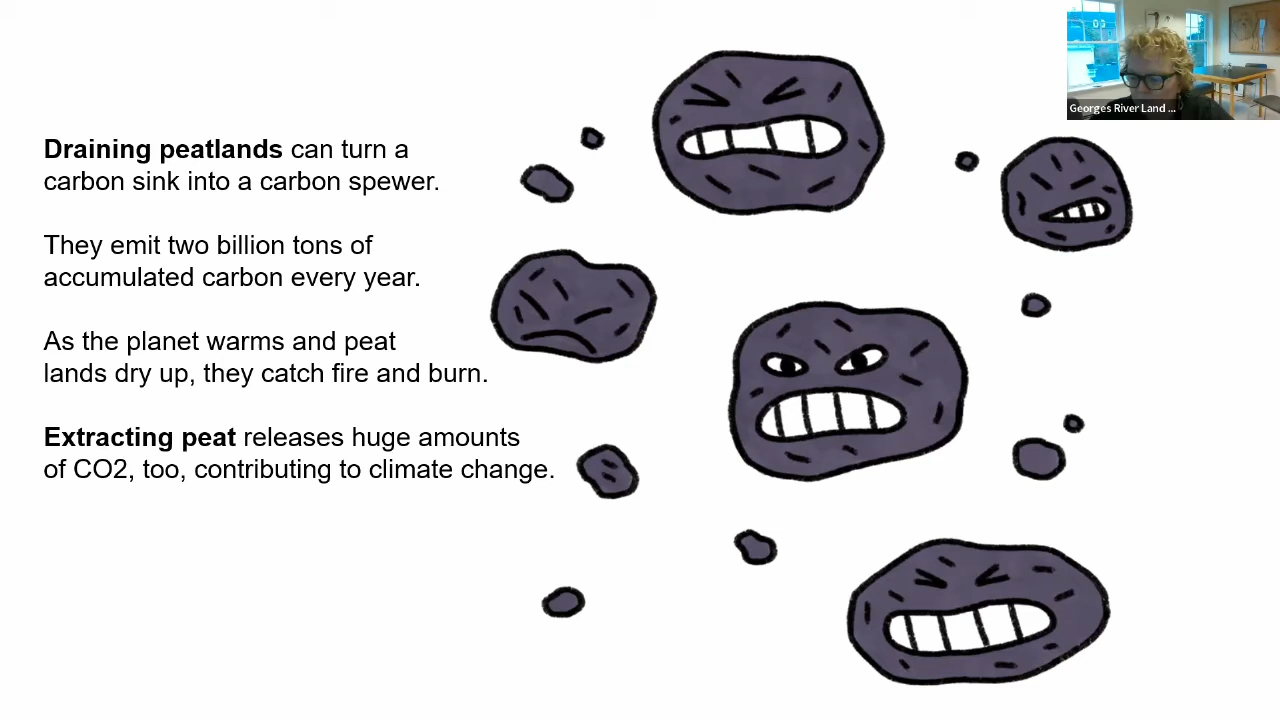 Draining peatlands can turn a
carbon sink into a carbon spewer.
They emit two billion tons of
accumulated carbon every year.
As the planet warms and peat
lands dry up, they catch fire and burn.
Extracting peat releases huge amounts
of CO2, too, contributing to climate change.
Georges River Land ...